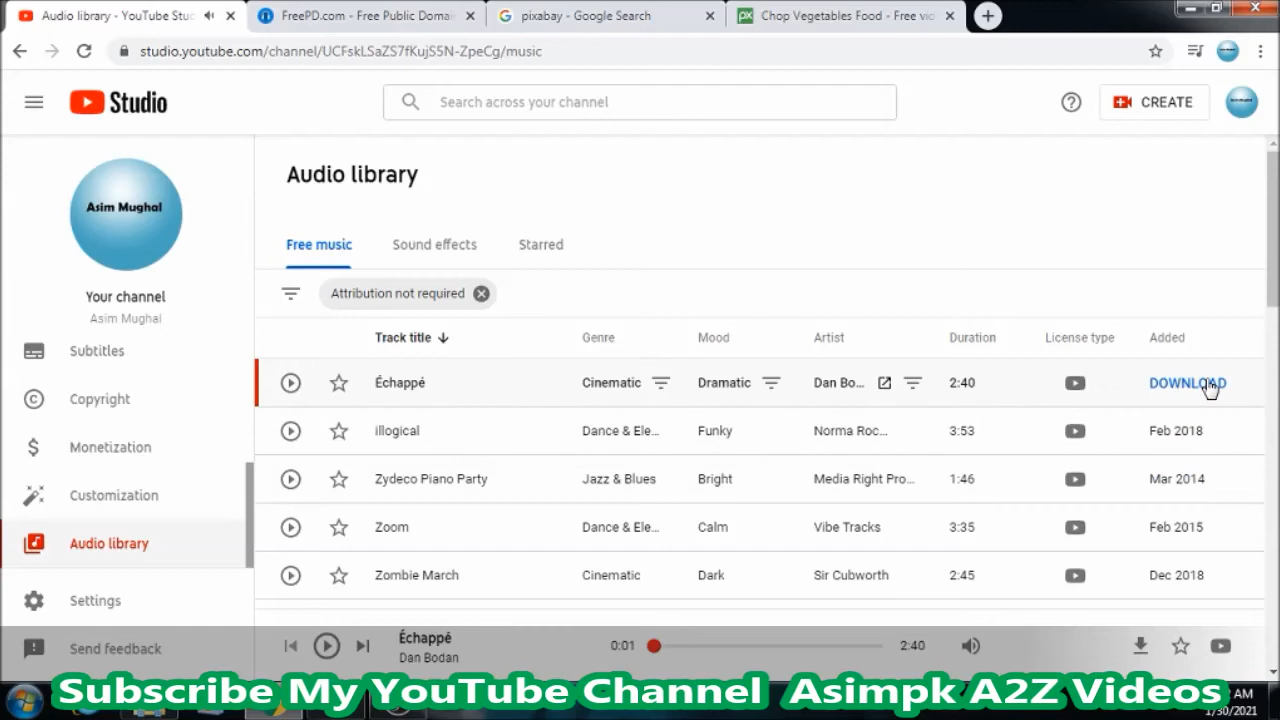 Audio library - YouTube Stud
FreePD.com - Free Public Domai
pixabay - Google Search
Chop Vegetables Food - Free vid
studio.youtube.com/channel/UCFskLSaZS7fKujS5N-ZpeCg/music
Studio
Search across your channel
CREATE
Asim Mughal
Your channel
Asim Mughal
Subtitles
Copyright
Monetization
Customization
Audio library
Settings
Send feedback
Audio library
Free music Sound effects Starred
Attribution not required
Track title Genre Mood Artist Duration License type Added
Échappé Cinematic Dramatic Dan Bo... 2:40 DOWNLOAD
illogical Dance & Ele... Funky Norma Roc... 3:53 Feb 2018
Zydeco Piano Party Jazz & Blues Bright Media Right Pro... 1:46 Mar 2014
Zoom Dance & Ele... Calm Vibe Tracks 3:35 Feb 2015
Zombie March Cinematic Dark Sir Cubworth 2:45 Dec 2018
Échappé
Dan Bodan
0:01 2:40
Subscribe My YouTube Channel Asimpk A2Z Videos
AM
1/30/2021